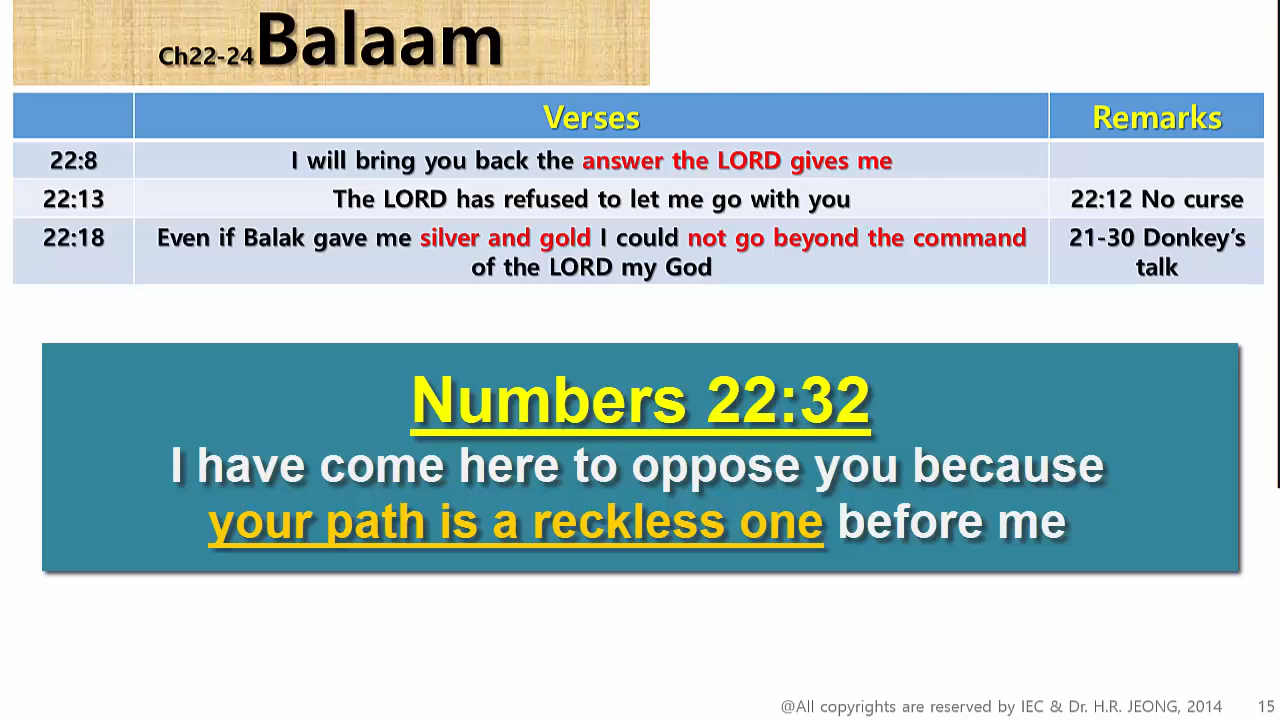 Ch22-24 Balaam
Verses Remarks
22:8 I will bring you back the answer the LORD gives me
22:13 The LORD has refused to let me go with you 22:12 No curse
22:18 Even if Balak gave me silver and gold I could not go beyond the command 21-30 Donkey’s
of the LORD my God talk
Numbers 22:32
I have come here to oppose you because
your path is a reckless one before me
@All copyrights are reserved by IEC & Dr. H.R. JEONG, 2014 15